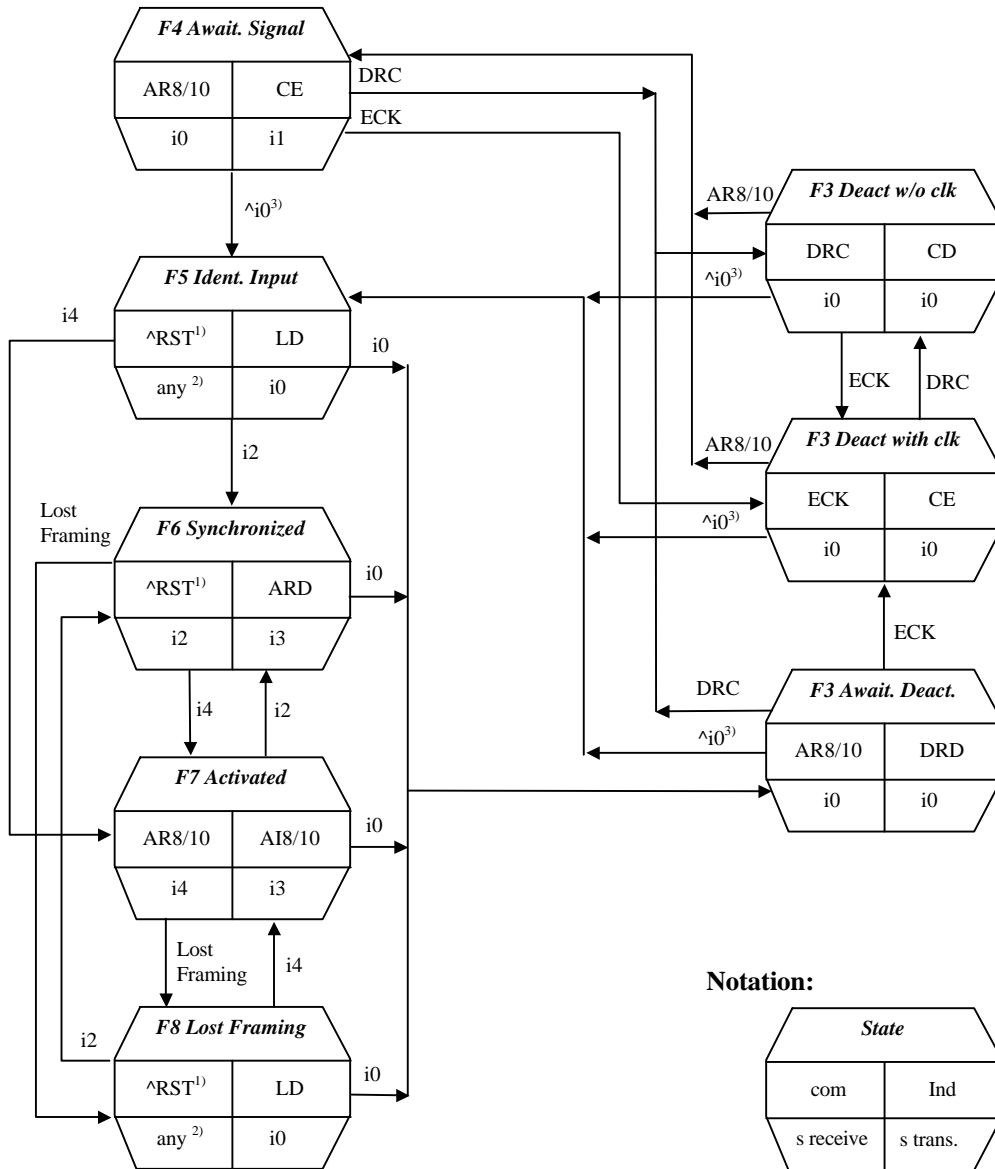 F4 Await. Signal
AR8/10 CE
i0 i1
DRC
ECK
^i03)
F5 Ident. Input
^RST1) LD
any 2) i0
i4
i0
i2
Lost
Framing
F6 Synchronized
^RST1) ARD
i2 i3
i0
i4
i2
F7 Activated
AR8/10 AI8/10
i4 i3
i0
Lost
Framing
i4
F8 Lost Framing
^RST1) LD
any 2) i0
i2
i0
AR8/10
F3 Deact w/o clk
DRC CD
i0 i0
^i03)
ECK
DRC
AR8/10
F3 Deact with clk
ECK CE
i0 i0
^i03)
ECK
DRC
F3 Await. Deact.
AR8/10 DRD
i0 i0
^i03)
Notation:
State
com Ind
s receive s trans.